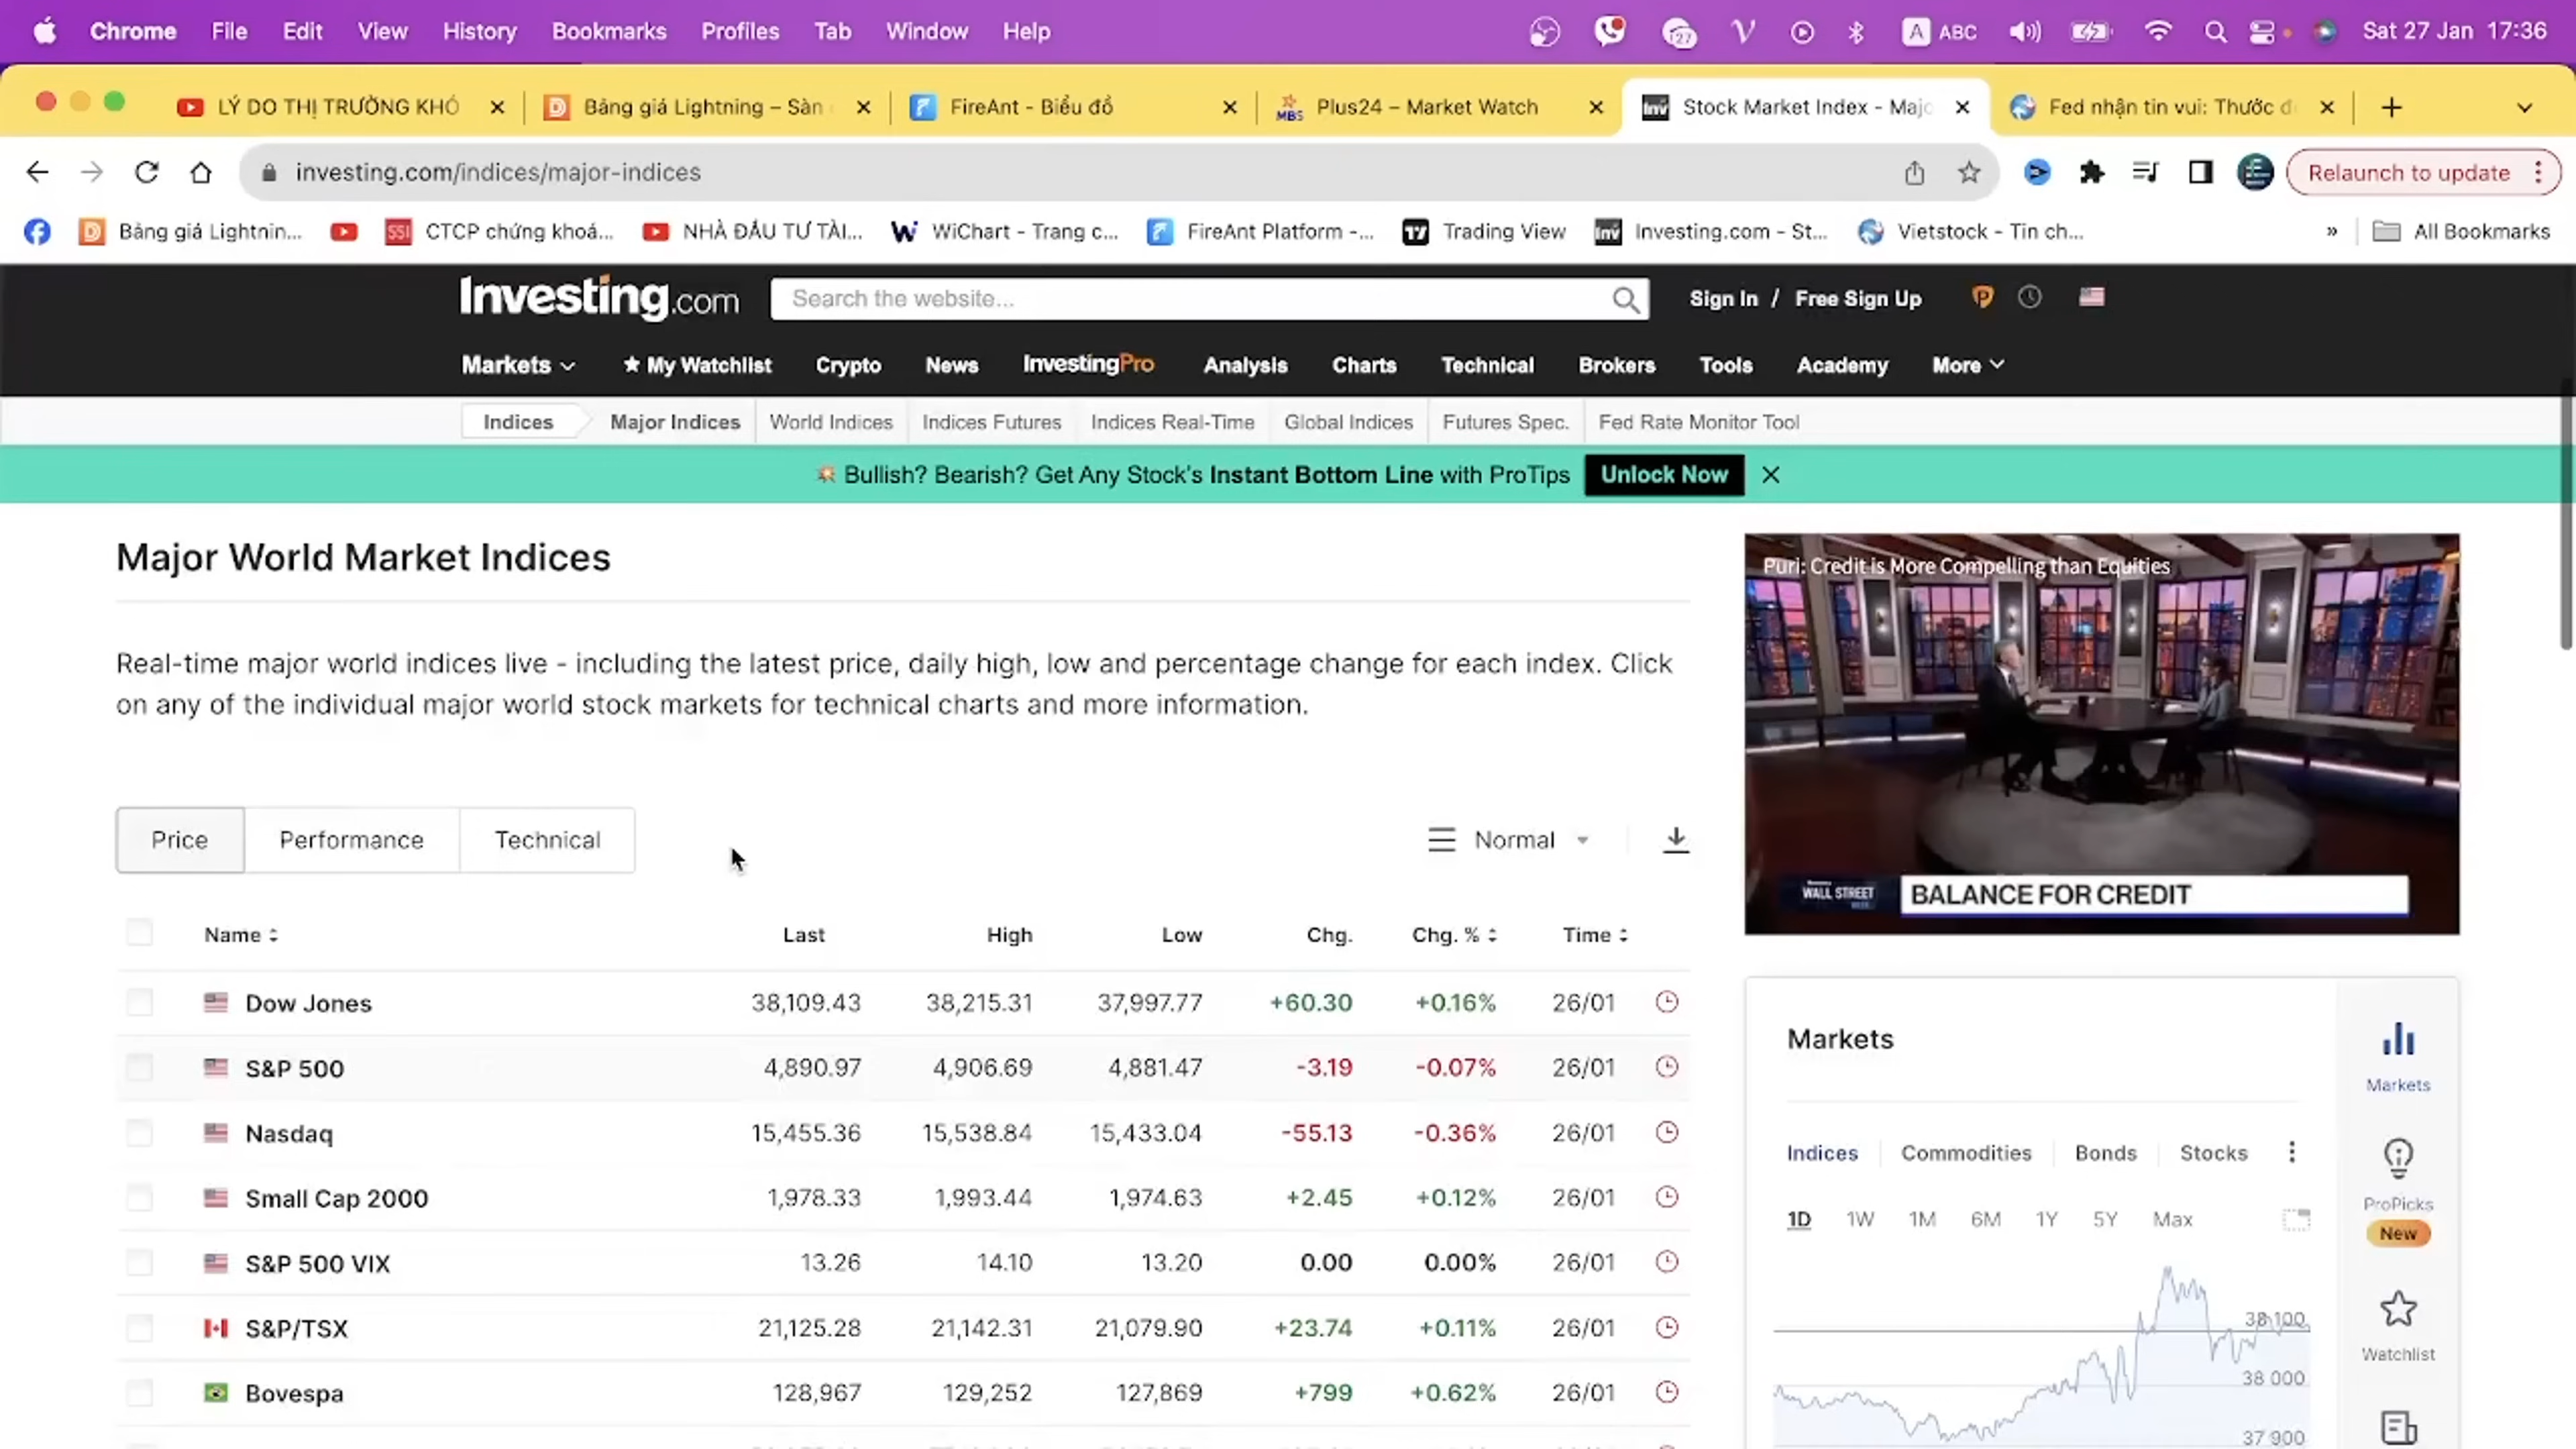 Chrome File Edit View History Bookmarks Profiles Tab Window Help 127 A ABC Sat 27 Jan 17:36
LÝ DO THỊ TRƯỜNG KHÓ Bảng giá Lightning – Sàn FireAnt - Biểu đồ MBS Plus24 – Market Watch Inv Stock Market Index - Majo Fed nhận tin vui: Thước đ
investing.com/indices/major-indices Relaunch to update
Bảng giá Lightnin... SSI CTCP chứng khoá... NHÀ ĐẦU TƯ TÀI... WiChart - Trang c... FireAnt Platform -... Trading View Inv Investing.com - St... Vietstock - Tin ch... » All Bookmarks
Investing.com Search the website... Sign In / Free Sign Up
Markets My Watchlist Crypto News InvestingPro Analysis Charts Technical Brokers Tools Academy More
Indices Major Indices World Indices Indices Futures Indices Real-Time Global Indices Futures Spec. Fed Rate Monitor Tool
Bullish? Bearish? Get Any Stock's Instant Bottom Line with ProTips Unlock Now
Major World Market Indices
Real-time major world indices live - including the latest price, daily high, low and percentage change for each index. Click
on any of the individual major world stock markets for technical charts and more information.
Puri: Credit is More Compelling than Equities
WALL STREET
BALANCE FOR CREDIT
Price Performance Technical Normal
Name Last High Low Chg. Chg. % Time
Dow Jones 38,109.43 38,215.31 37,997.77 +60.30 +0.16% 26/01
S&P 500 4,890.97 4,906.69 4,881.47 -3.19 -0.07% 26/01
Nasdaq 15,455.36 15,538.84 15,433.04 -55.13 -0.36% 26/01
Small Cap 2000 1,978.33 1,993.44 1,974.63 +2.45 +0.12% 26/01
S&P 500 VIX 13.26 14.10 13.20 0.00 0.00% 26/01
S&P/TSX 21,125.28 21,142.31 21,079.90 +23.74 +0.11% 26/01
Bovespa 128,967 129,252 127,869 +799 +0.62% 26/01
Markets
Indices Commodities Bonds Stocks
1D 1W 1M 6M 1Y 5Y Max
38 100
38 000
37 900
Markets
ProPicks
New
Watchlist